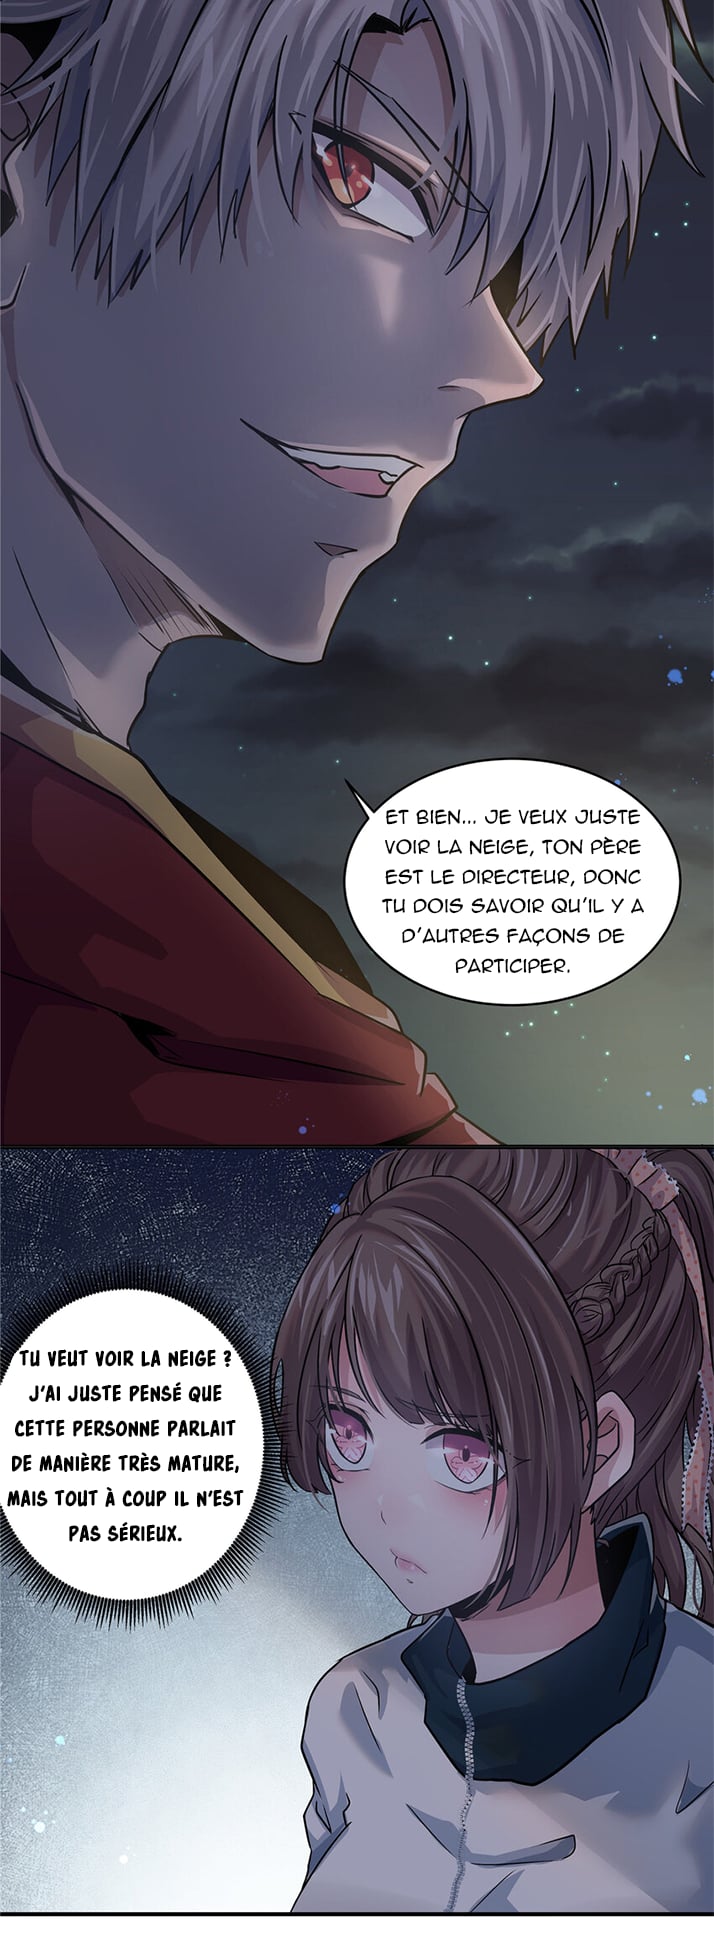 ET BIEN... JE VEUX JUSTE
VOIR LA NEIGE, TON PÈRE
EST LE DIRECTEUR, DONC
TU DOIS SAVOIR QU'IL Y A
D'AUTRES FAÇONS DE
PARTICIPER.
TU VEUT VOIR LA NEIGE ?
J'AI JUSTE PENSÉ QUE
CETTE PERSONNE PARLAIT
DE MANIÈRE TRÈS MATURE,
MAIS TOUT À COUP IL N'EST
PAS SÉRIEUX.